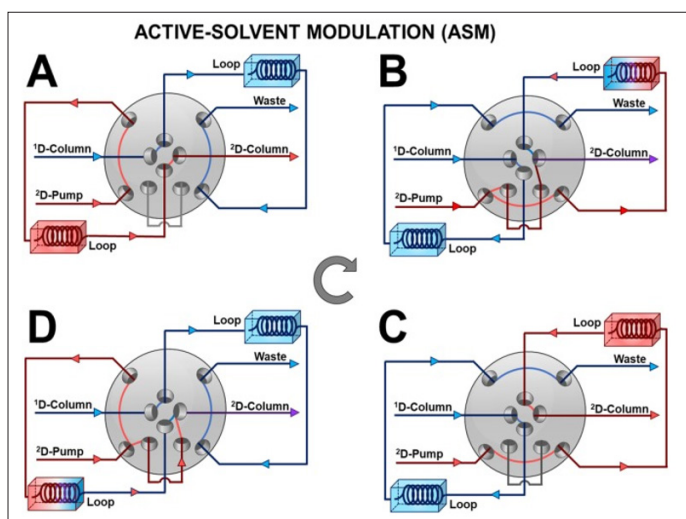 ACTIVE-SOLVENT MODULATION (ASM)
A
Loop
Waste
¹D-Column
²D-Column
²D-Pump
Loop
B
Loop
Waste
¹D-Column
²D-Column
²D-Pump
Loop
D
Loop
Waste
¹D-Column
²D-Column
²D-Pump
Loop
C
Loop
Waste
¹D-Column
²D-Column
²D-Pump
Loop